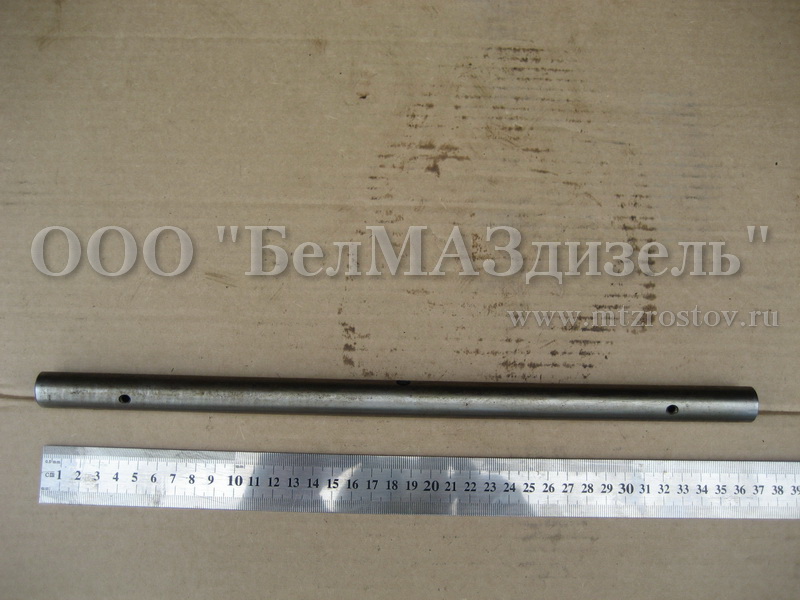 ООО "БелМАЗдизель"
www.mtzrostov.ru
cm 1 2 3 4 5 6 7 8 9 10 11 12 13 14 15 16 17 18 19 20 21 22 23 24 25 26 27 28 29 30 31 32 33 34 35 36 37 38 39